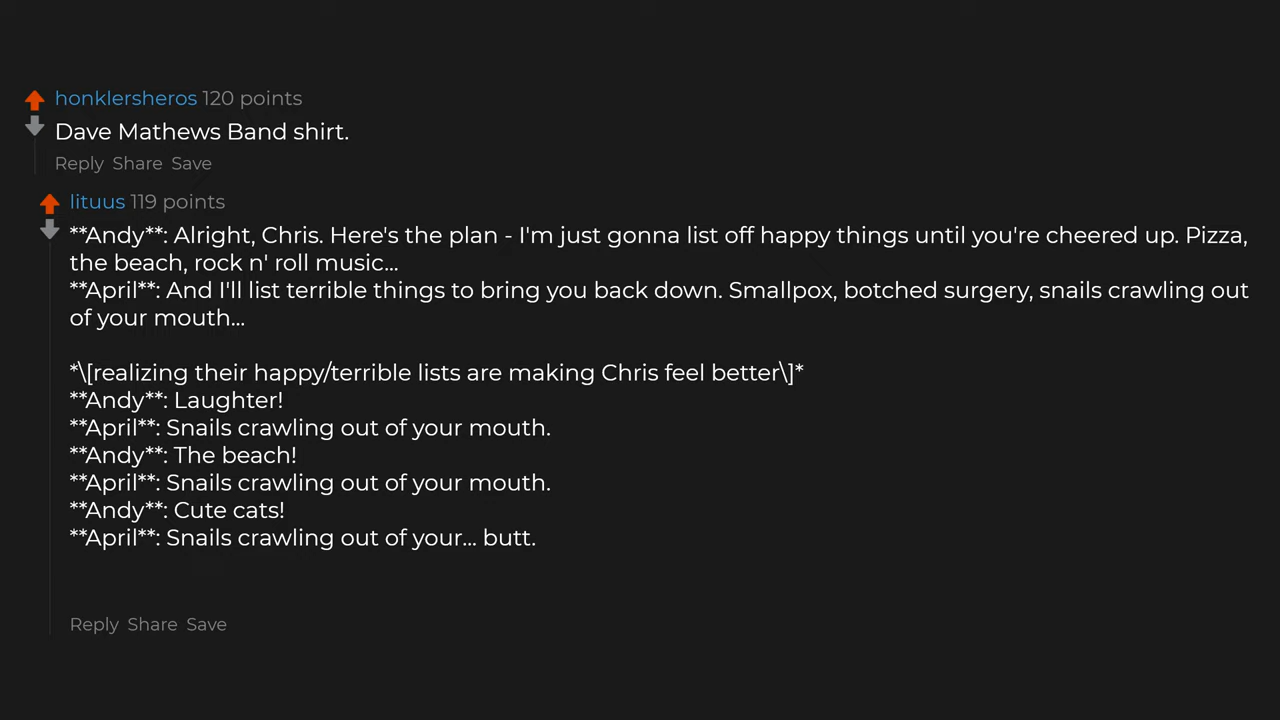 honklersheros 120 points
Dave Mathews Band shirt.
Reply Share Save
lituus 119 points
**Andy**: Alright, Chris. Here's the plan - I'm just gonna list off happy things until you're cheered up. Pizza,
the beach, rock n' roll music...
**April**: And I'll list terrible things to bring you back down. Smallpox, botched surgery, snails crawling out
of your mouth...
*\[realizing their happy/terrible lists are making Chris feel better\]*
**Andy**: Laughter!
**April**: Snails crawling out of your mouth.
**Andy**: The beach!
**April**: Snails crawling out of your mouth.
**Andy**: Cute cats!
**April**: Snails crawling out of your... butt.
Reply Share Save